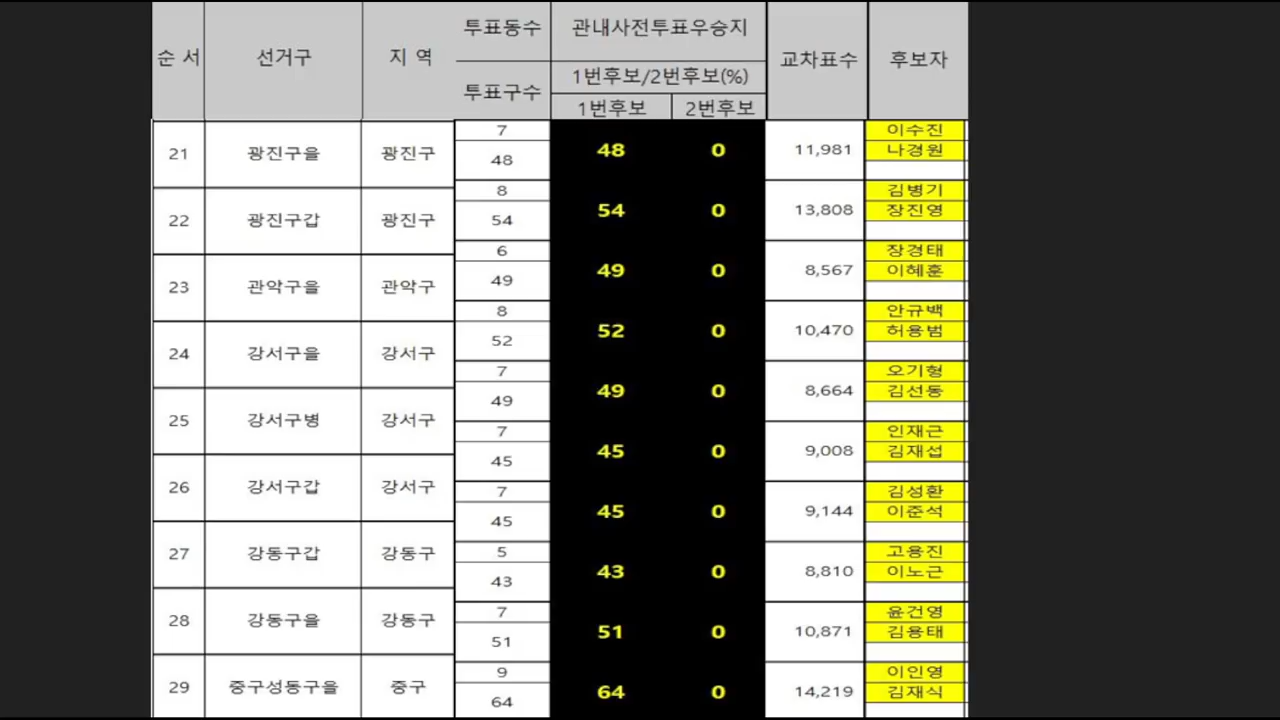 순 서 선거구 지 역 투표동수 관내사전투표우승지 교차표수 후보자
투표구수 1번후보/2번후보(%)
1번후보 2번후보
21 광진구을 광진구 7 48 48 0 11,981 이수진 나경원
22 광진구갑 광진구 8 54 54 0 13,808 김병기 장진영
23 관악구을 관악구 6 49 49 0 8,567 장경태 이혜훈
24 강서구을 강서구 8 52 52 0 10,470 안규백 허용범
25 강서구병 강서구 7 49 49 0 8,664 오기형 김선동
26 강서구갑 강서구 7 45 45 0 9,008 인재근 김재섭
27 강동구갑 강동구 7 45 45 0 9,144 김성환 이준석
28 강동구을 강동구 5 43 43 0 8,810 고용진 이노근
29 중구성동구을 중구 7 51 51 0 10,871 윤건영 김용태
9 64 64 0 14,219 이인영 김재식